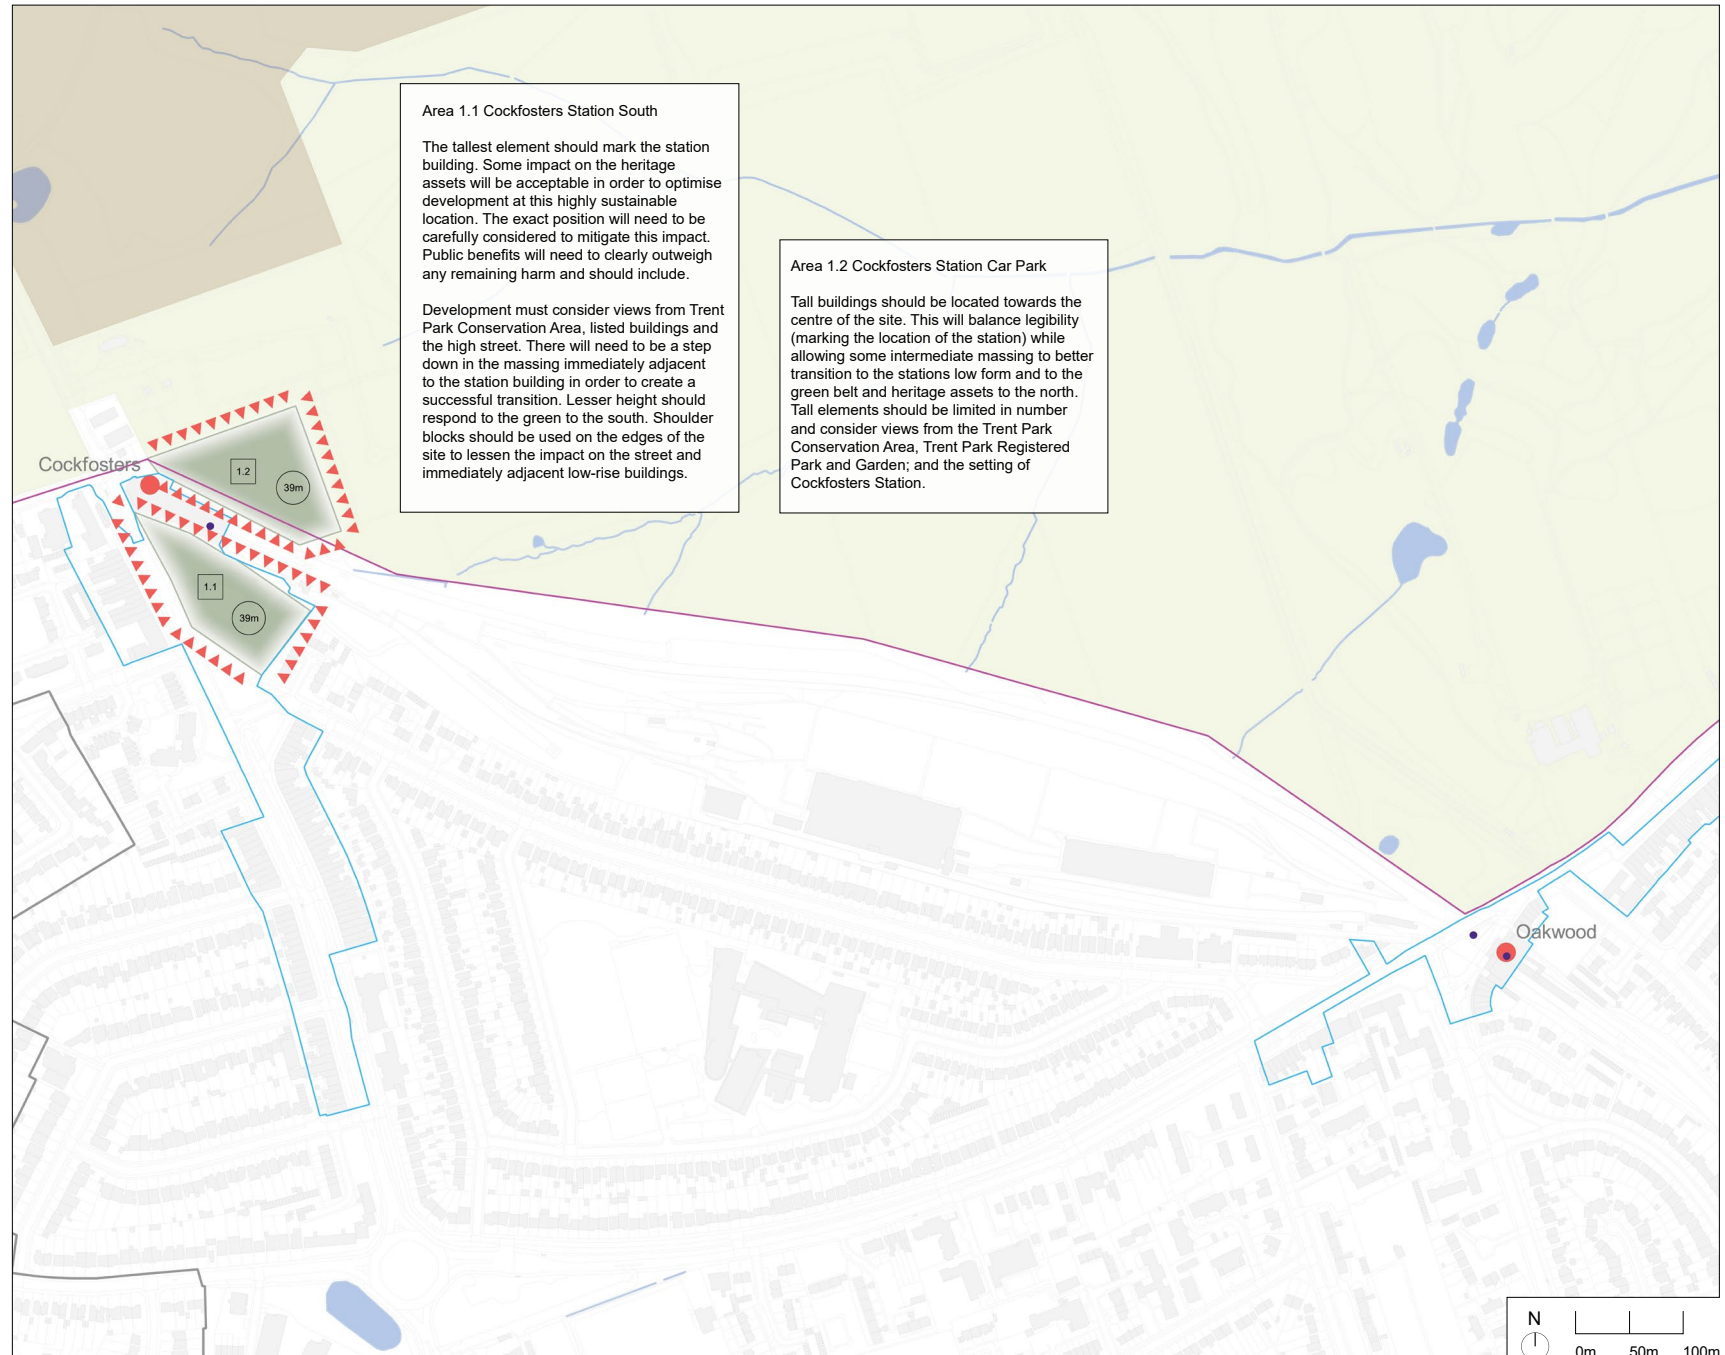 Area 1.1 Cockfosters Station South
The tallest element should mark the station
building. Some impact on the heritage
assets will be acceptable in order to optimise
development at this highly sustainable
location. The exact position will need to be
carefully considered to mitigate this impact.
Public benefits will need to clearly outweigh
any remaining harm and should include.
Development must consider views from Trent
Park Conservation Area, listed buildings and
the high street. There will need to be a step
down in the massing immediately adjacent
to the station building in order to create a
successful transition. Lesser height should
respond to the green to the south. Shoulder
blocks should be used on the edges of the
site to lessen the impact on the street and
immediately adjacent low-rise buildings.
Area 1.2 Cockfosters Station Car Park
Tall buildings should be located towards the
centre of the site. This will balance legibility
(marking the location of the station) while
allowing some intermediate massing to better
transition to the stations low form and to the
green belt and heritage assets to the north.
Tall elements should be limited in number
and consider views from the Trent Park
Conservation Area, Trent Park Registered
Park and Garden; and the setting of
Cockfosters Station.
Cockfosters
1.2
39m
1.1
39m
Oakwood
N
0m 50m 100m